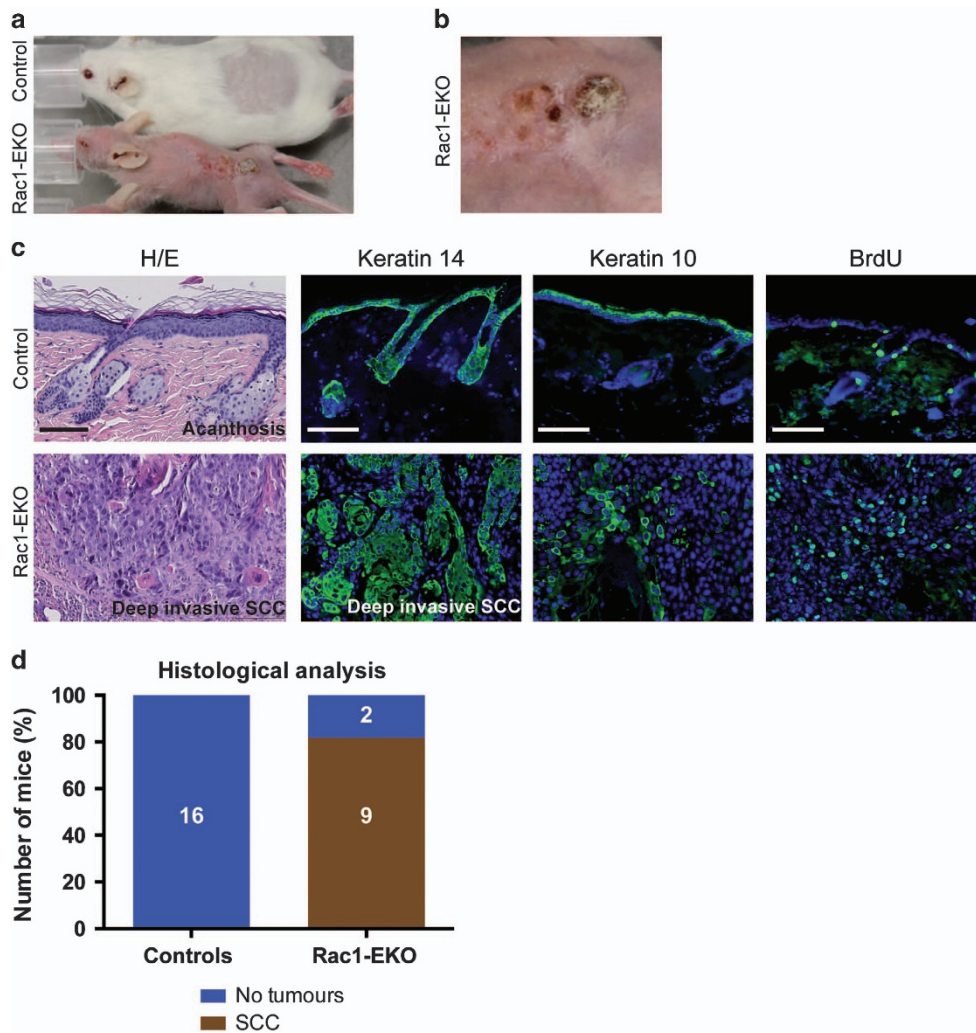 a
Control
Rac1-EKO
b
Rac1-EKO
c
H/E
Keratin 14
Keratin 10
BrdU
Control
Acanthosis
Rac1-EKO
Deep invasive SCC
Deep invasive SCC
d
Histological analysis
Number of mice (%)
100
80
60
40
20
0
16
2
9
Controls
Rac1-EKO
No tumours
SCC